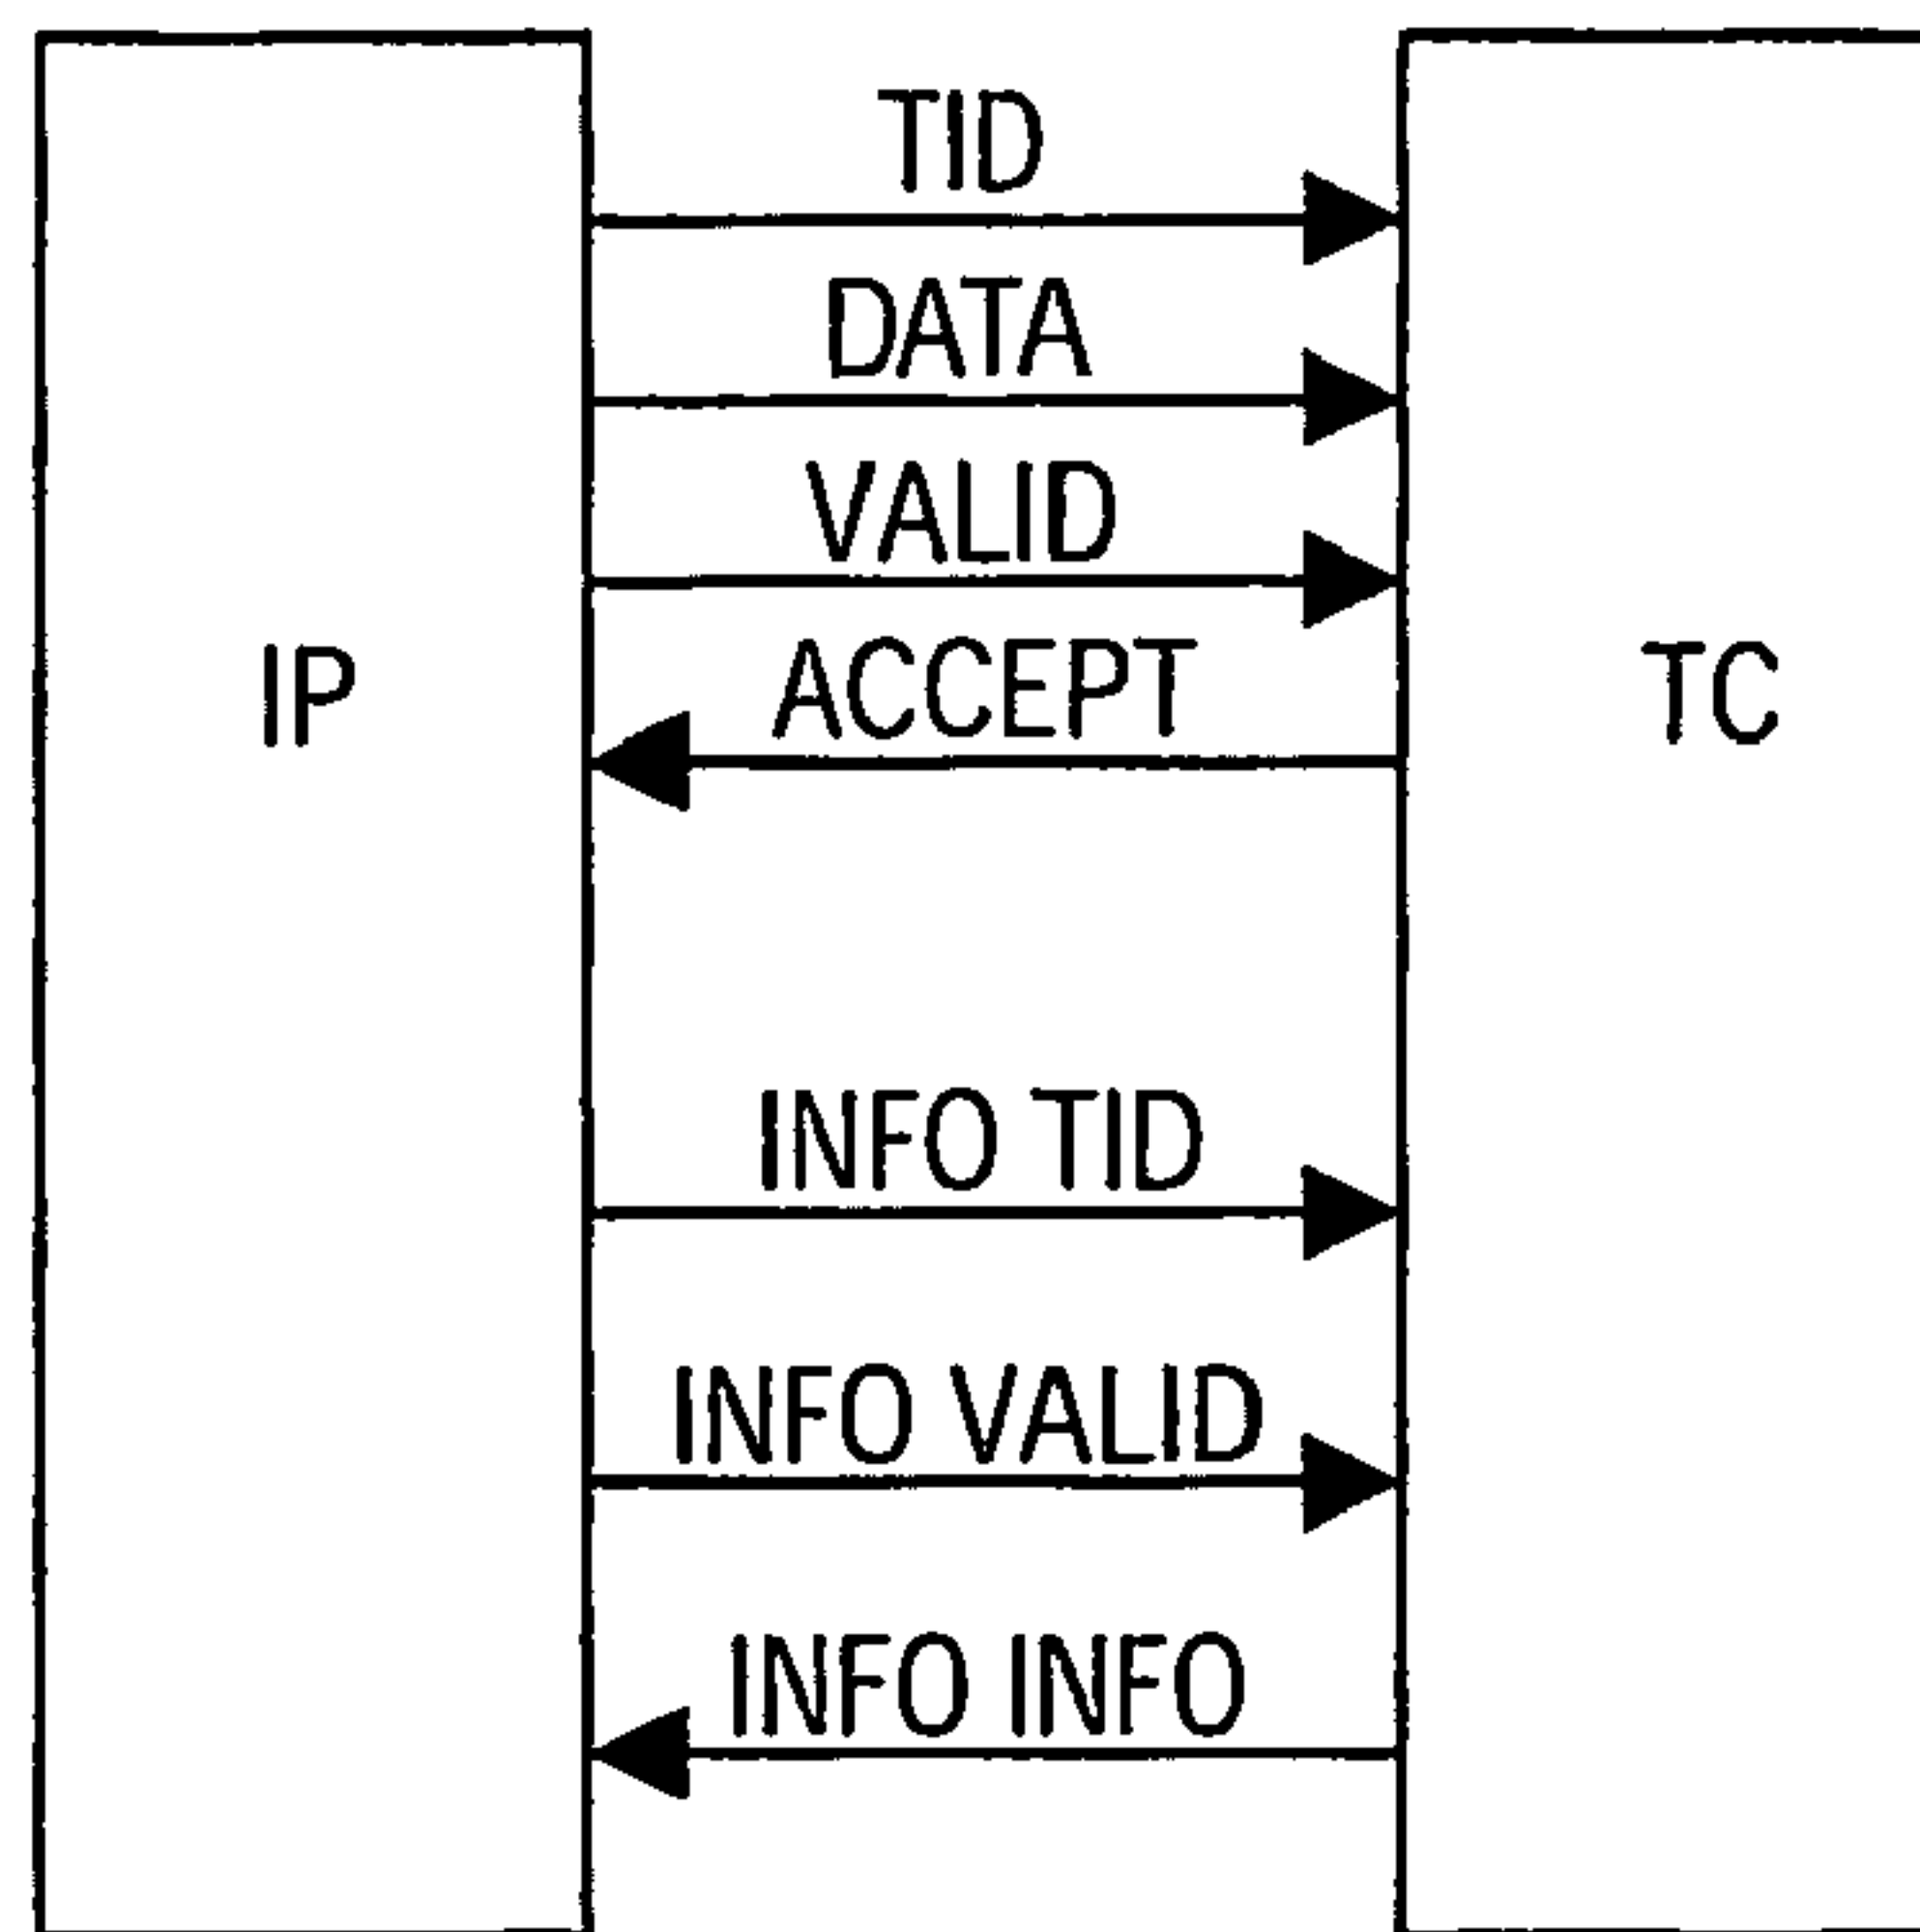 TID
DATA
VALID
IP
ACCEPT
TC
INFO TID
INFO VALID
INFO INFO